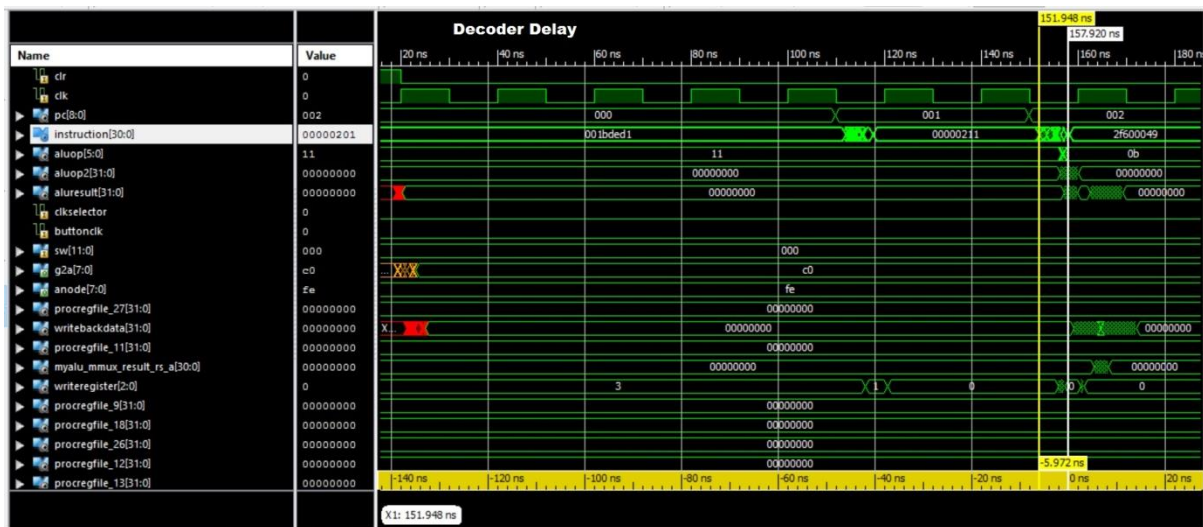 Decoder Delay
151.948 ns
157.920 ns
Name Value
20 ns 40 ns 60 ns 80 ns 100 ns 120 ns 140 ns 160 ns 180 n
clr 0
clk 0
pc[8:0] 002 000 001 002
instruction[30:0] 00000201 001bded1 00000211 2f600049
aluop[5:0] 11 11 0b
aluop2[31:0] 00000000 00000000 00000000
aluresult[31:0] 00000000 00000000 00000000
clkselector 0
buttonclk 0
sw[11:0] 000 000
g2a[7:0] c0 ... c0
anode[7:0] fe fe
procregfile_27[31:0] 00000000 00000000
writebackdata[31:0] 00000000 X... 00000000 00000000
procregfile_11[31:0] 00000000 00000000
myalu_mmux_result_rs_a[30:0] 00000000 00000000 00000000
writeregister[2:0] 0 3 1 0 0 0
procregfile_9[31:0] 00000000 00000000
procregfile_18[31:0] 00000000 00000000
procregfile_26[31:0] 00000000 00000000
procregfile_12[31:0] 00000000 00000000
procregfile_13[31:0] 00000000
-5.972 ns
-140 ns -120 ns -100 ns -80 ns -60 ns -40 ns -20 ns 0 ns 20 ns
X1: 151.948 ns